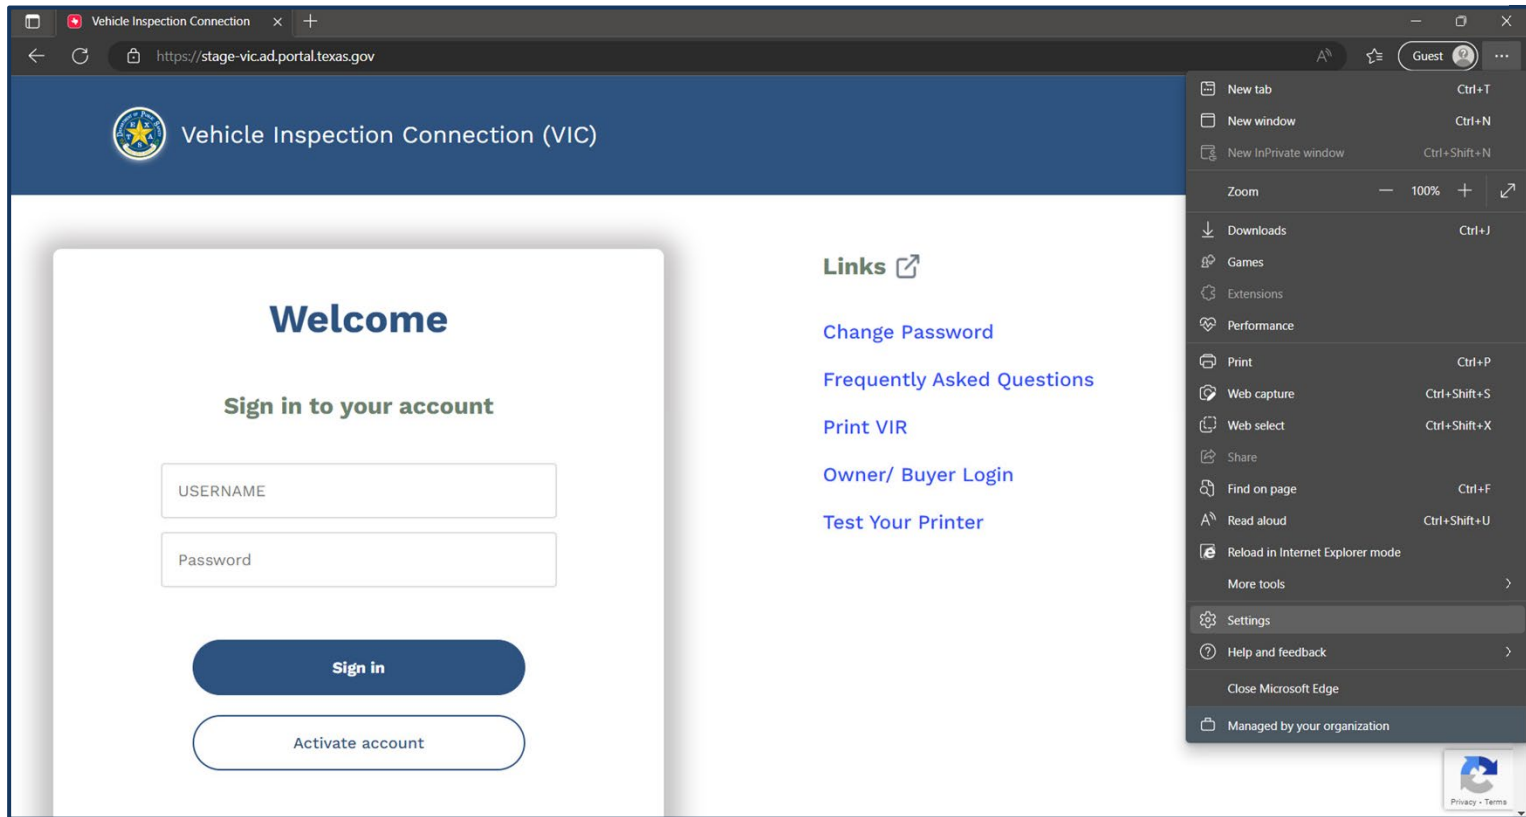 Vehicle Inspection Connection
https://stage-vic.ad.portal.texas.gov
Guest
Vehicle Inspection Connection (VIC)
Welcome
Sign in to your account
USERNAME
Password
Sign in
Activate account
Links
Change Password
Frequently Asked Questions
Print VIR
Owner/ Buyer Login
Test Your Printer
New tab Ctrl+T
New window Ctrl+N
New InPrivate window Ctrl+Shift+N
Zoom — 100% +
Downloads Ctrl+J
Games
Extensions
Performance
Print Ctrl+P
Web capture Ctrl+Shift+S
Web select Ctrl+Shift+X
Share
Find on page Ctrl+F
Read aloud Ctrl+Shift+U
Reload in Internet Explorer mode
More tools
Settings
Help and feedback
Close Microsoft Edge
Managed by your organization
Privacy - Terms